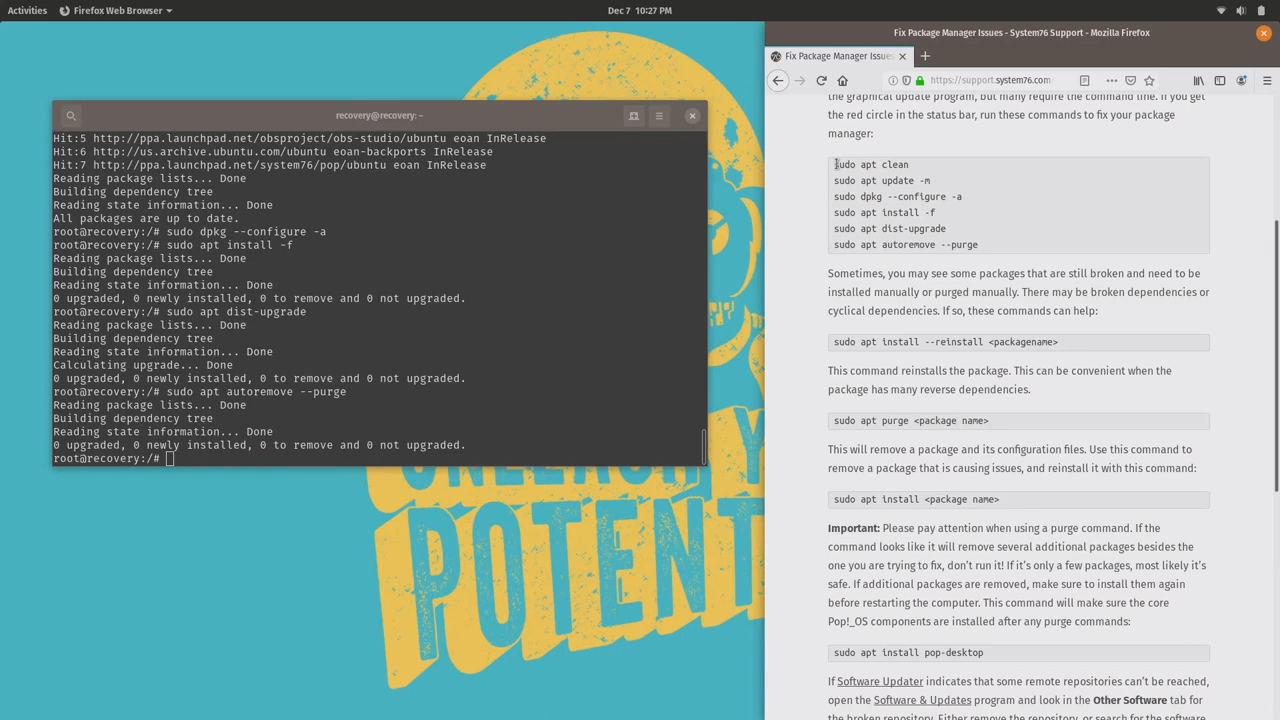 Activities
Firefox Web Browser
Dec 7 10:27 PM
recovery@recovery: ~
Hit:5 http://ppa.launchpad.net/obsproject/obs-studio/ubuntu eoan InRelease
Hit:6 http://us.archive.ubuntu.com/ubuntu eoan-backports InRelease
Hit:7 http://ppa.launchpad.net/system76/pop/ubuntu eoan InRelease
Reading package lists... Done
Building dependency tree
Reading state information... Done
All packages are up to date.
root@recovery:/# sudo dpkg --configure -a
root@recovery:/# sudo apt install -f
Reading package lists... Done
Building dependency tree
Reading state information... Done
0 upgraded, 0 newly installed, 0 to remove and 0 not upgraded.
root@recovery:/# sudo apt dist-upgrade
Reading package lists... Done
Building dependency tree
Reading state information... Done
Calculating upgrade... Done
0 upgraded, 0 newly installed, 0 to remove and 0 not upgraded.
root@recovery:/# sudo apt autoremove --purge
Reading package lists... Done
Building dependency tree
Reading state information... Done
0 upgraded, 0 newly installed, 0 to remove and 0 not upgraded.
root@recovery:/#
POTENT
Fix Package Manager Issues - System76 Support - Mozilla Firefox
Fix Package Manager Issues
https://support.system76.com
the graphical update program, but many require the command line. If you get
the red circle in the status bar, run these commands to fix your package
manager:
sudo apt clean
sudo apt update -m
sudo dpkg --configure -a
sudo apt install -f
sudo apt dist-upgrade
sudo apt autoremove --purge
Sometimes, you may see some packages that are still broken and need to be
installed manually or purged manually. There may be broken dependencies or
cyclical dependencies. If so, these commands can help:
sudo apt install --reinstall <packagename>
This command reinstalls the package. This can be convenient when the
package has many reverse dependencies.
sudo apt purge <package name>
This will remove a package and its configuration files. Use this command to
remove a package that is causing issues, and reinstall it with this command:
sudo apt install <package name>
Important: Please pay attention when using a purge command. If the
command looks like it will remove several additional packages besides the
one you are trying to fix, don't run it! If it's only a few packages, most likely it's
safe. If additional packages are removed, make sure to install them again
before restarting the computer. This command will make sure the core
Pop!_OS components are installed after any purge commands:
sudo apt install pop-desktop
If Software Updater indicates that some remote repositories can't be reached,
open the Software & Updates program and look in the Other Software tab for
the broken repository. Either remove the repository, or search for the software